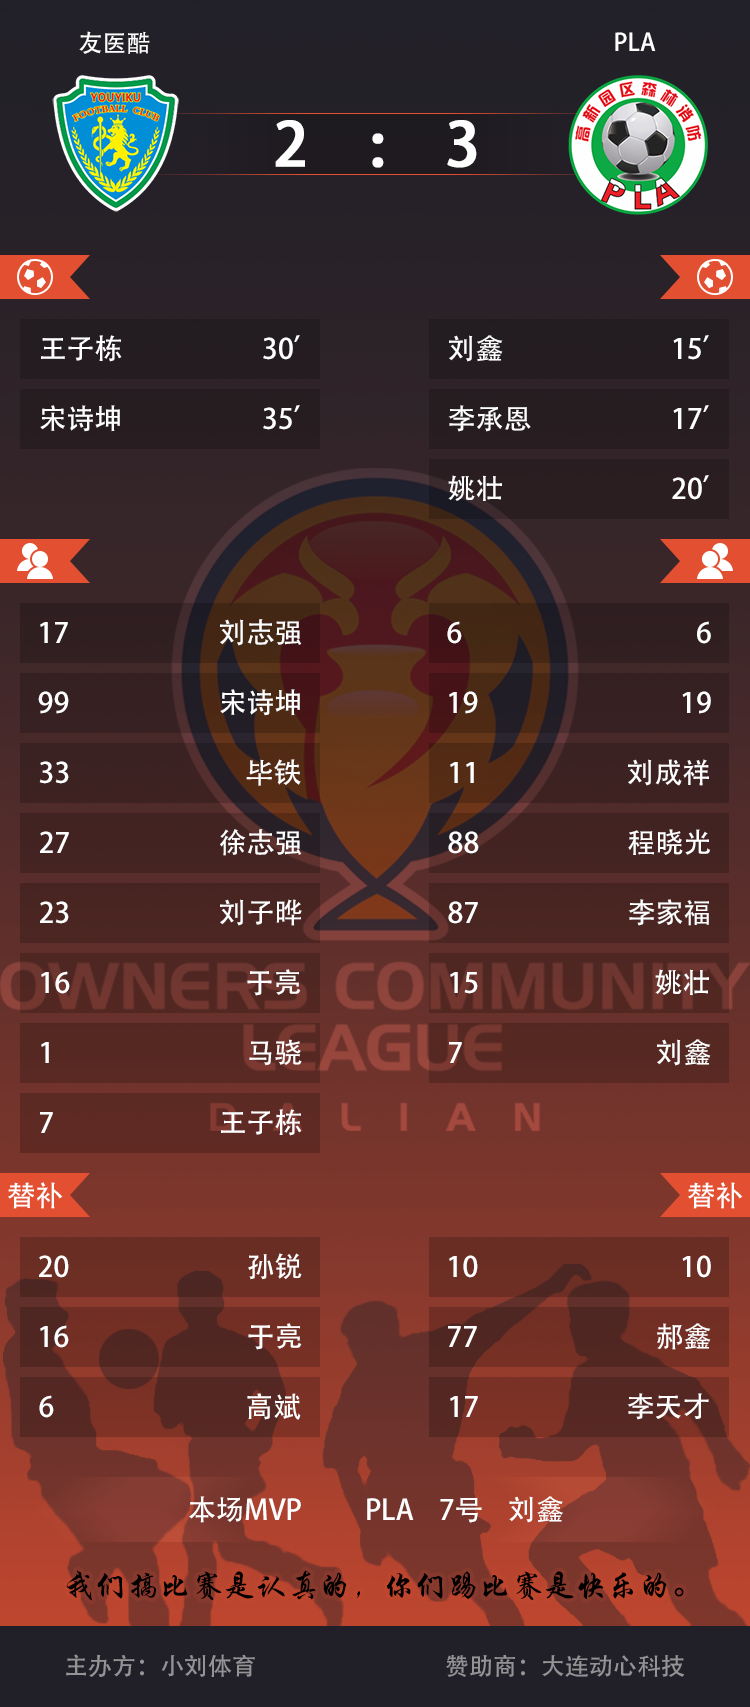 友医酷 PLA
YOUYIKU
FOOTBALL CLUB
高新园区森林消防
PLA
2 : 3
王子栋 30′ 刘鑫 15′
宋诗坤 35′ 李承恩 17′
姚壮 20′
17 刘志强 6 6
99 宋诗坤 19 19
33 毕铁 11 刘成祥
27 徐志强 88 程晓光
23 刘子晔 87 李家福
16 于亮 15 姚壮
OWNERS COMMUNITY
1 马骁 7 刘鑫
LEAGUE
7 王子栋
DALIAN
替补 替补
20 孙锐 10 10
16 于亮 77 郝鑫
6 高斌 17 李天才
本场MVP PLA 7号 刘鑫
我们搞比赛是认真的，你们踢比赛是快乐的。
主办方：小刘体育 赞助商：大连动心科技